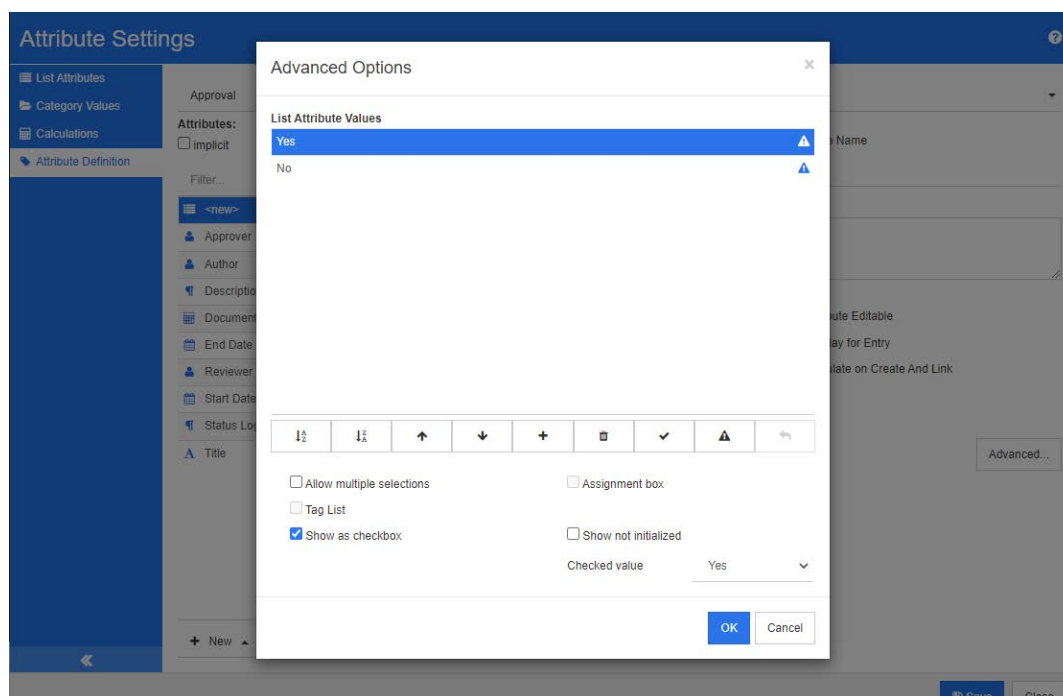 Attribute Settings
List Attributes
Category Values
Calculations
Attribute Definition
Approval
Attributes:
implicit
Filter...
<new>
Approver
Author
Descriptio
Document
End Date
Reviewer
Start Date
Status Log
Title
New
Advanced Options
List Attribute Values
Yes
No
Allow multiple selections
Assignment box
Tag List
Show as checkbox
Show not initialized
Checked value
Yes
OK
Cancel
Name
ute Editable
lay for Entry
ulate on Create And Link
Advanced...
Save
Close